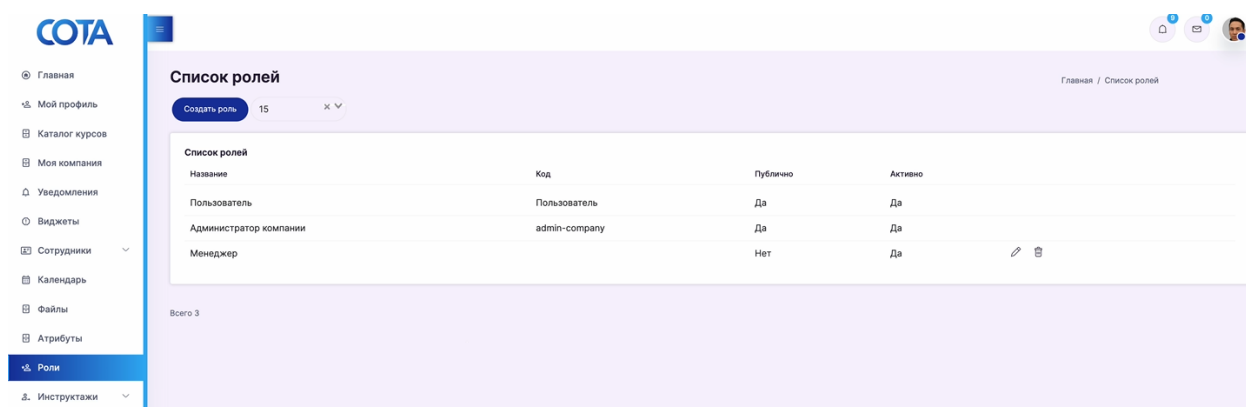 СОТА
9
0
Главная
Мой профиль
Каталог курсов
Моя компания
Уведомления
Виджеты
Сотрудники
Календарь
Файлы
Атрибуты
Роли
Инструктажи
Список ролей
Главная / Список ролей
Создать роль 15
Список ролей
Название Код Публично Активно
Пользователь Пользователь Да Да
Администратор компании admin-company Да Да
Менеджер Нет Да
Всего 3